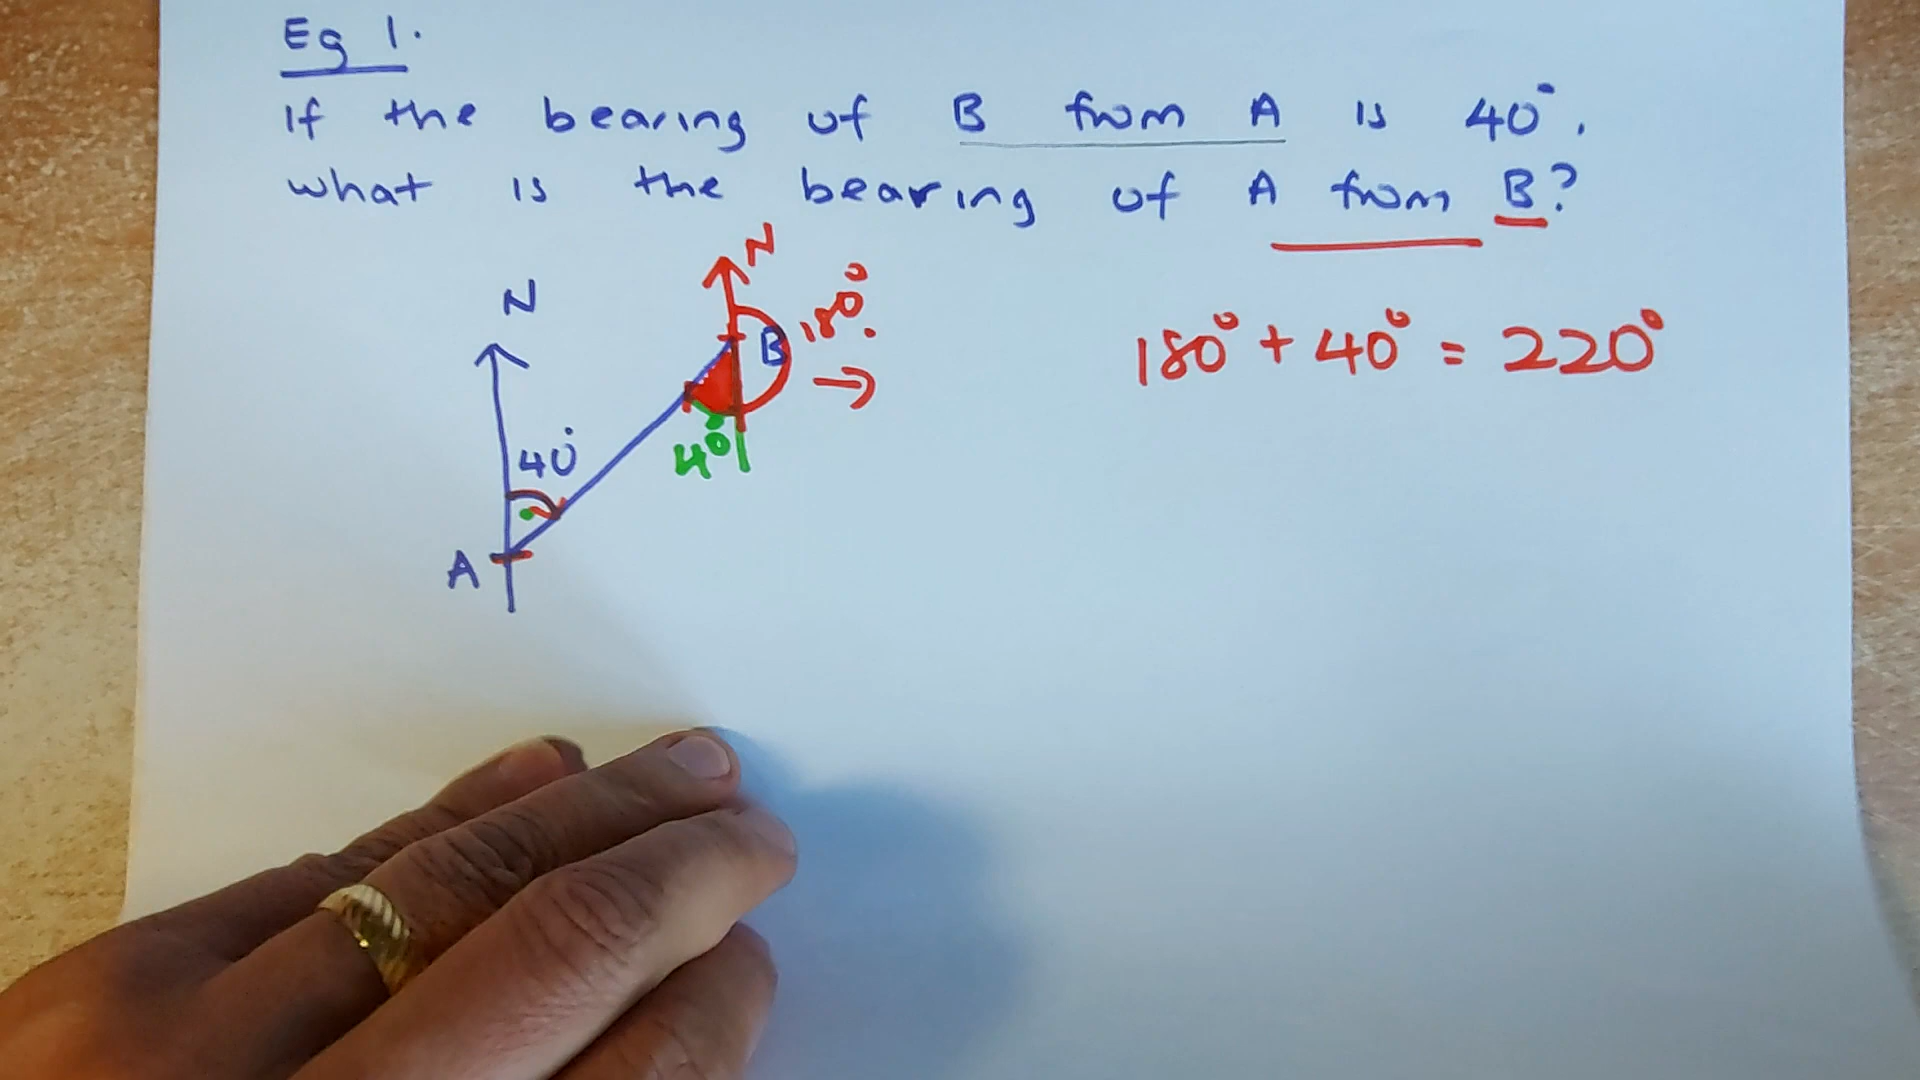 Eg 1.
If the bearing of B from A is 40°.
what is the bearing of A from B?
N
N
180°.
B
180° + 40° = 220°
40°
40
A